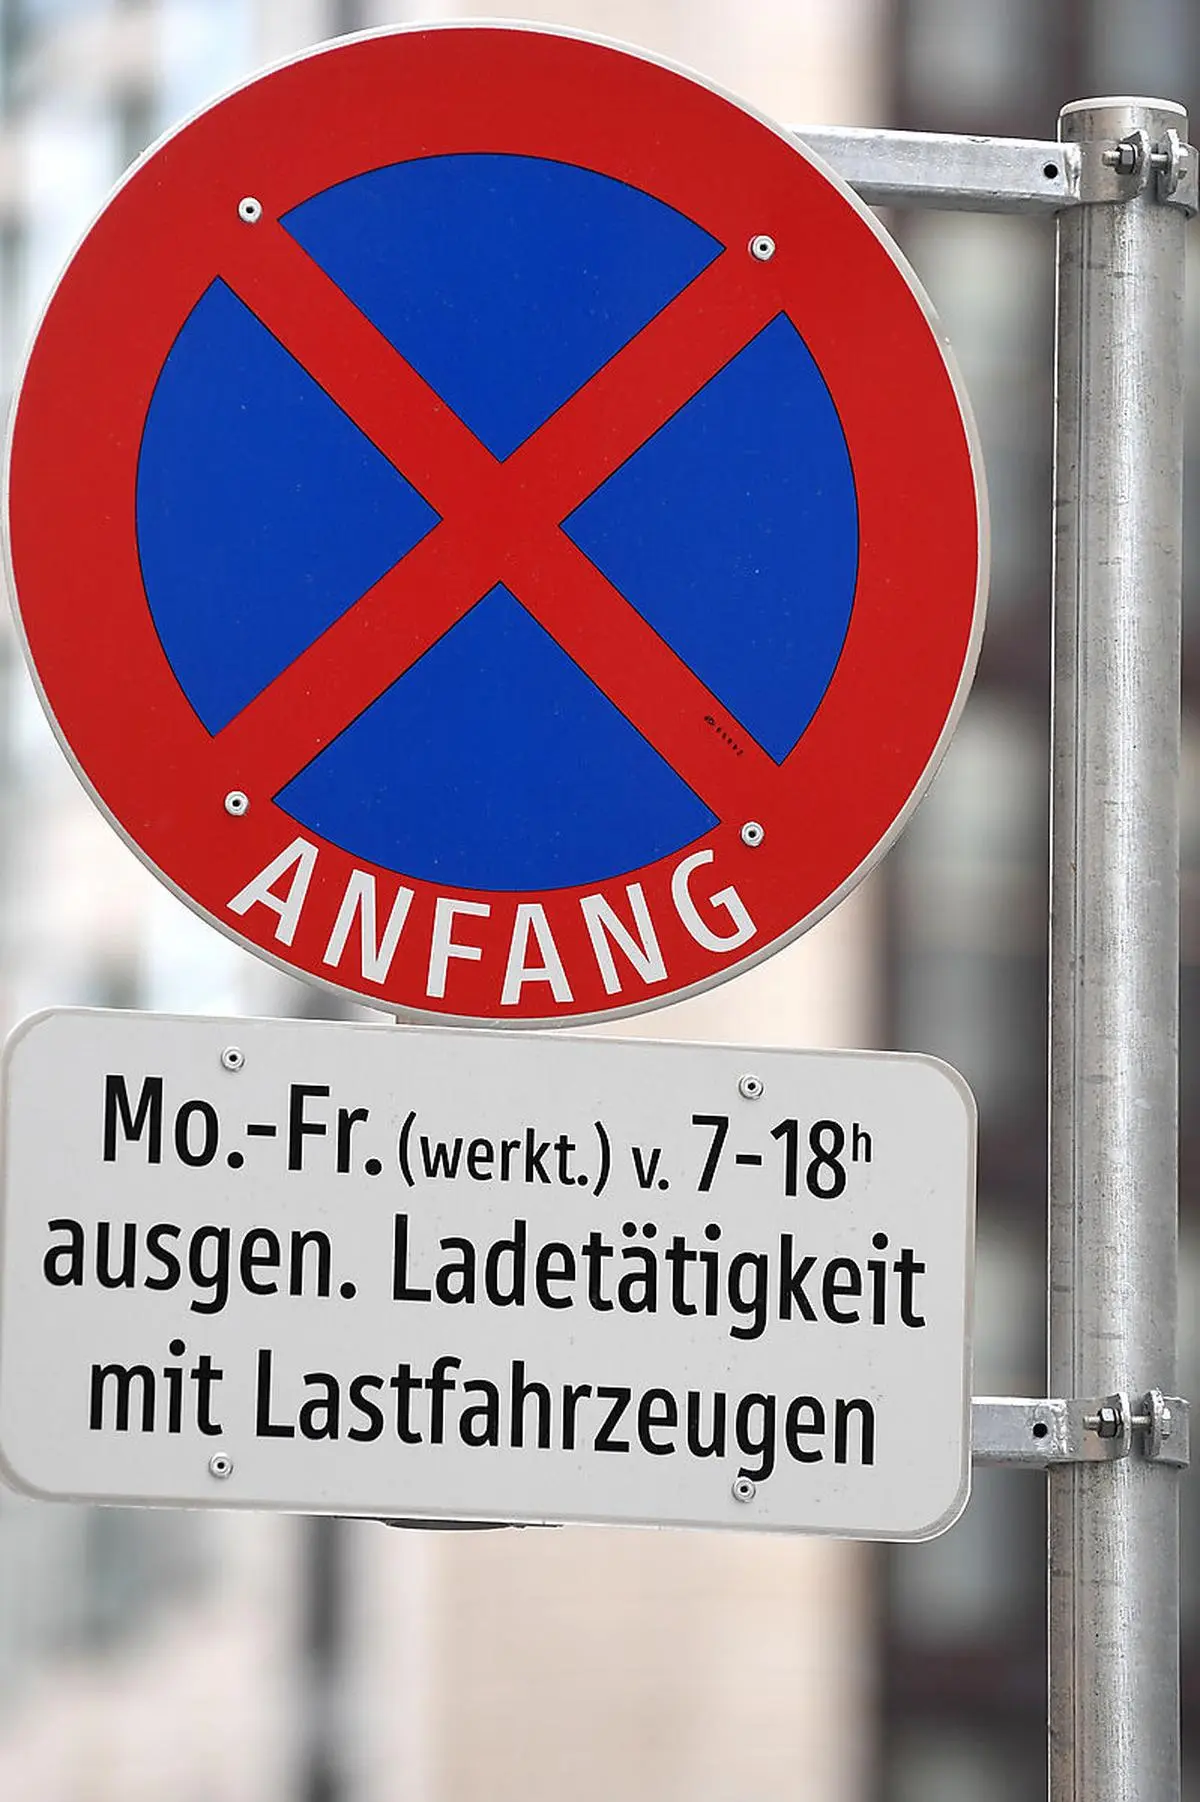 ANFANG
Mo.-Fr. (werkt.) v. 7-18h
ausgen. Ladetätigkeit
mit Lastfahrzeugen